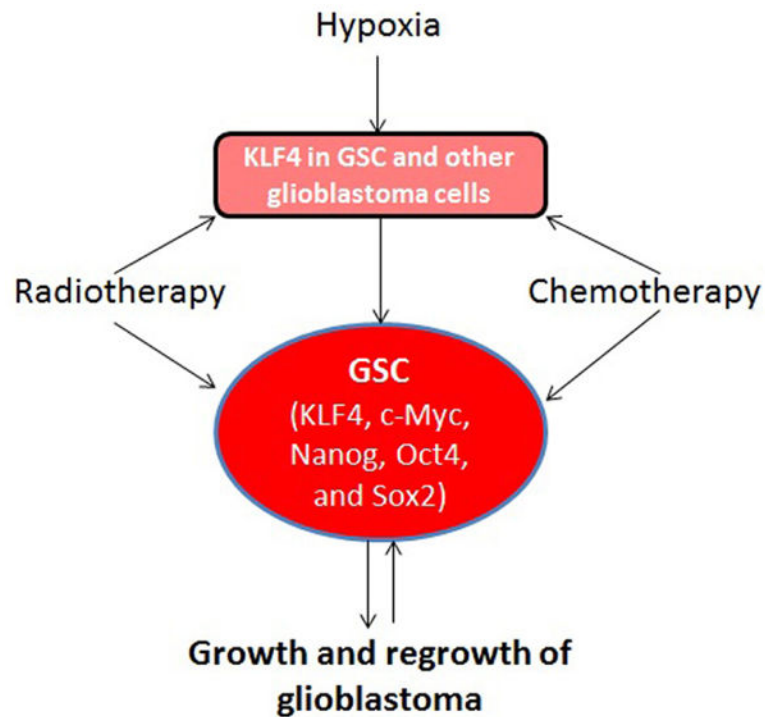 Hypoxia
KLF4 in GSC and other
glioblastoma cells
Radiotherapy
Chemotherapy
GSC
(KLF4, c-Myc,
Nanog, Oct4,
and Sox2)
Growth and regrowth of
glioblastoma